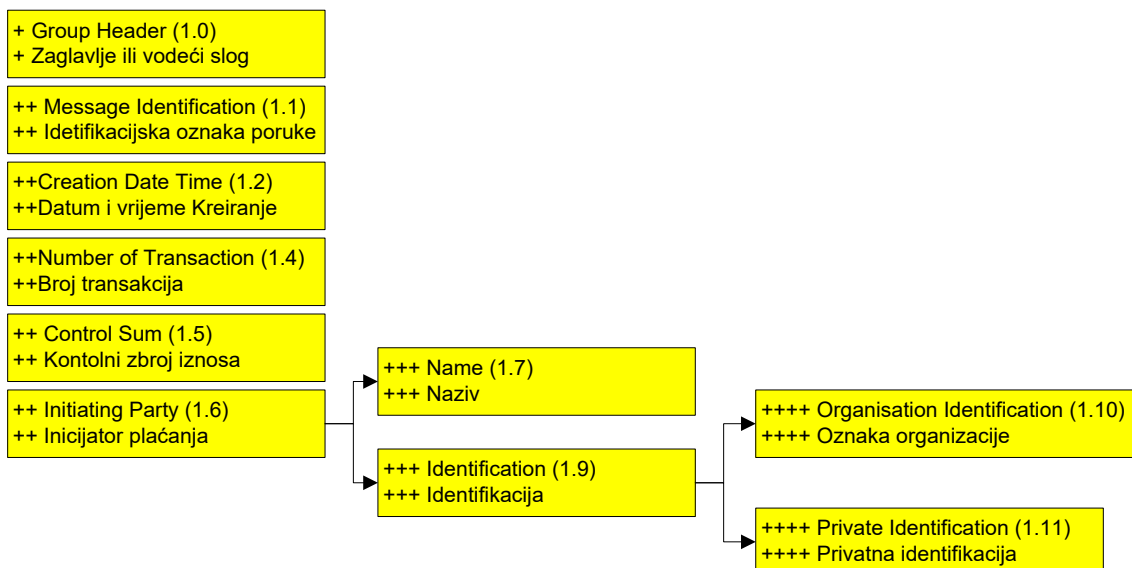 + Group Header (1.0)
+ Zaglavlje ili vodeći slog
++ Message Identification (1.1)
++ Idetifikacijska oznaka poruke
++Creation Date Time (1.2)
++Datum i vrijeme Kreiranje
++Number of Transaction (1.4)
++Broj transakcija
++ Control Sum (1.5)
++ Kontolni zbroj iznosa
++ Initiating Party (1.6)
++ Inicijator plaćanja
+++ Name (1.7)
+++ Naziv
+++ Identification (1.9)
+++ Identifikacija
++++ Organisation Identification (1.10)
++++ Oznaka organizacije
++++ Private Identification (1.11)
++++ Privatna identifikacija